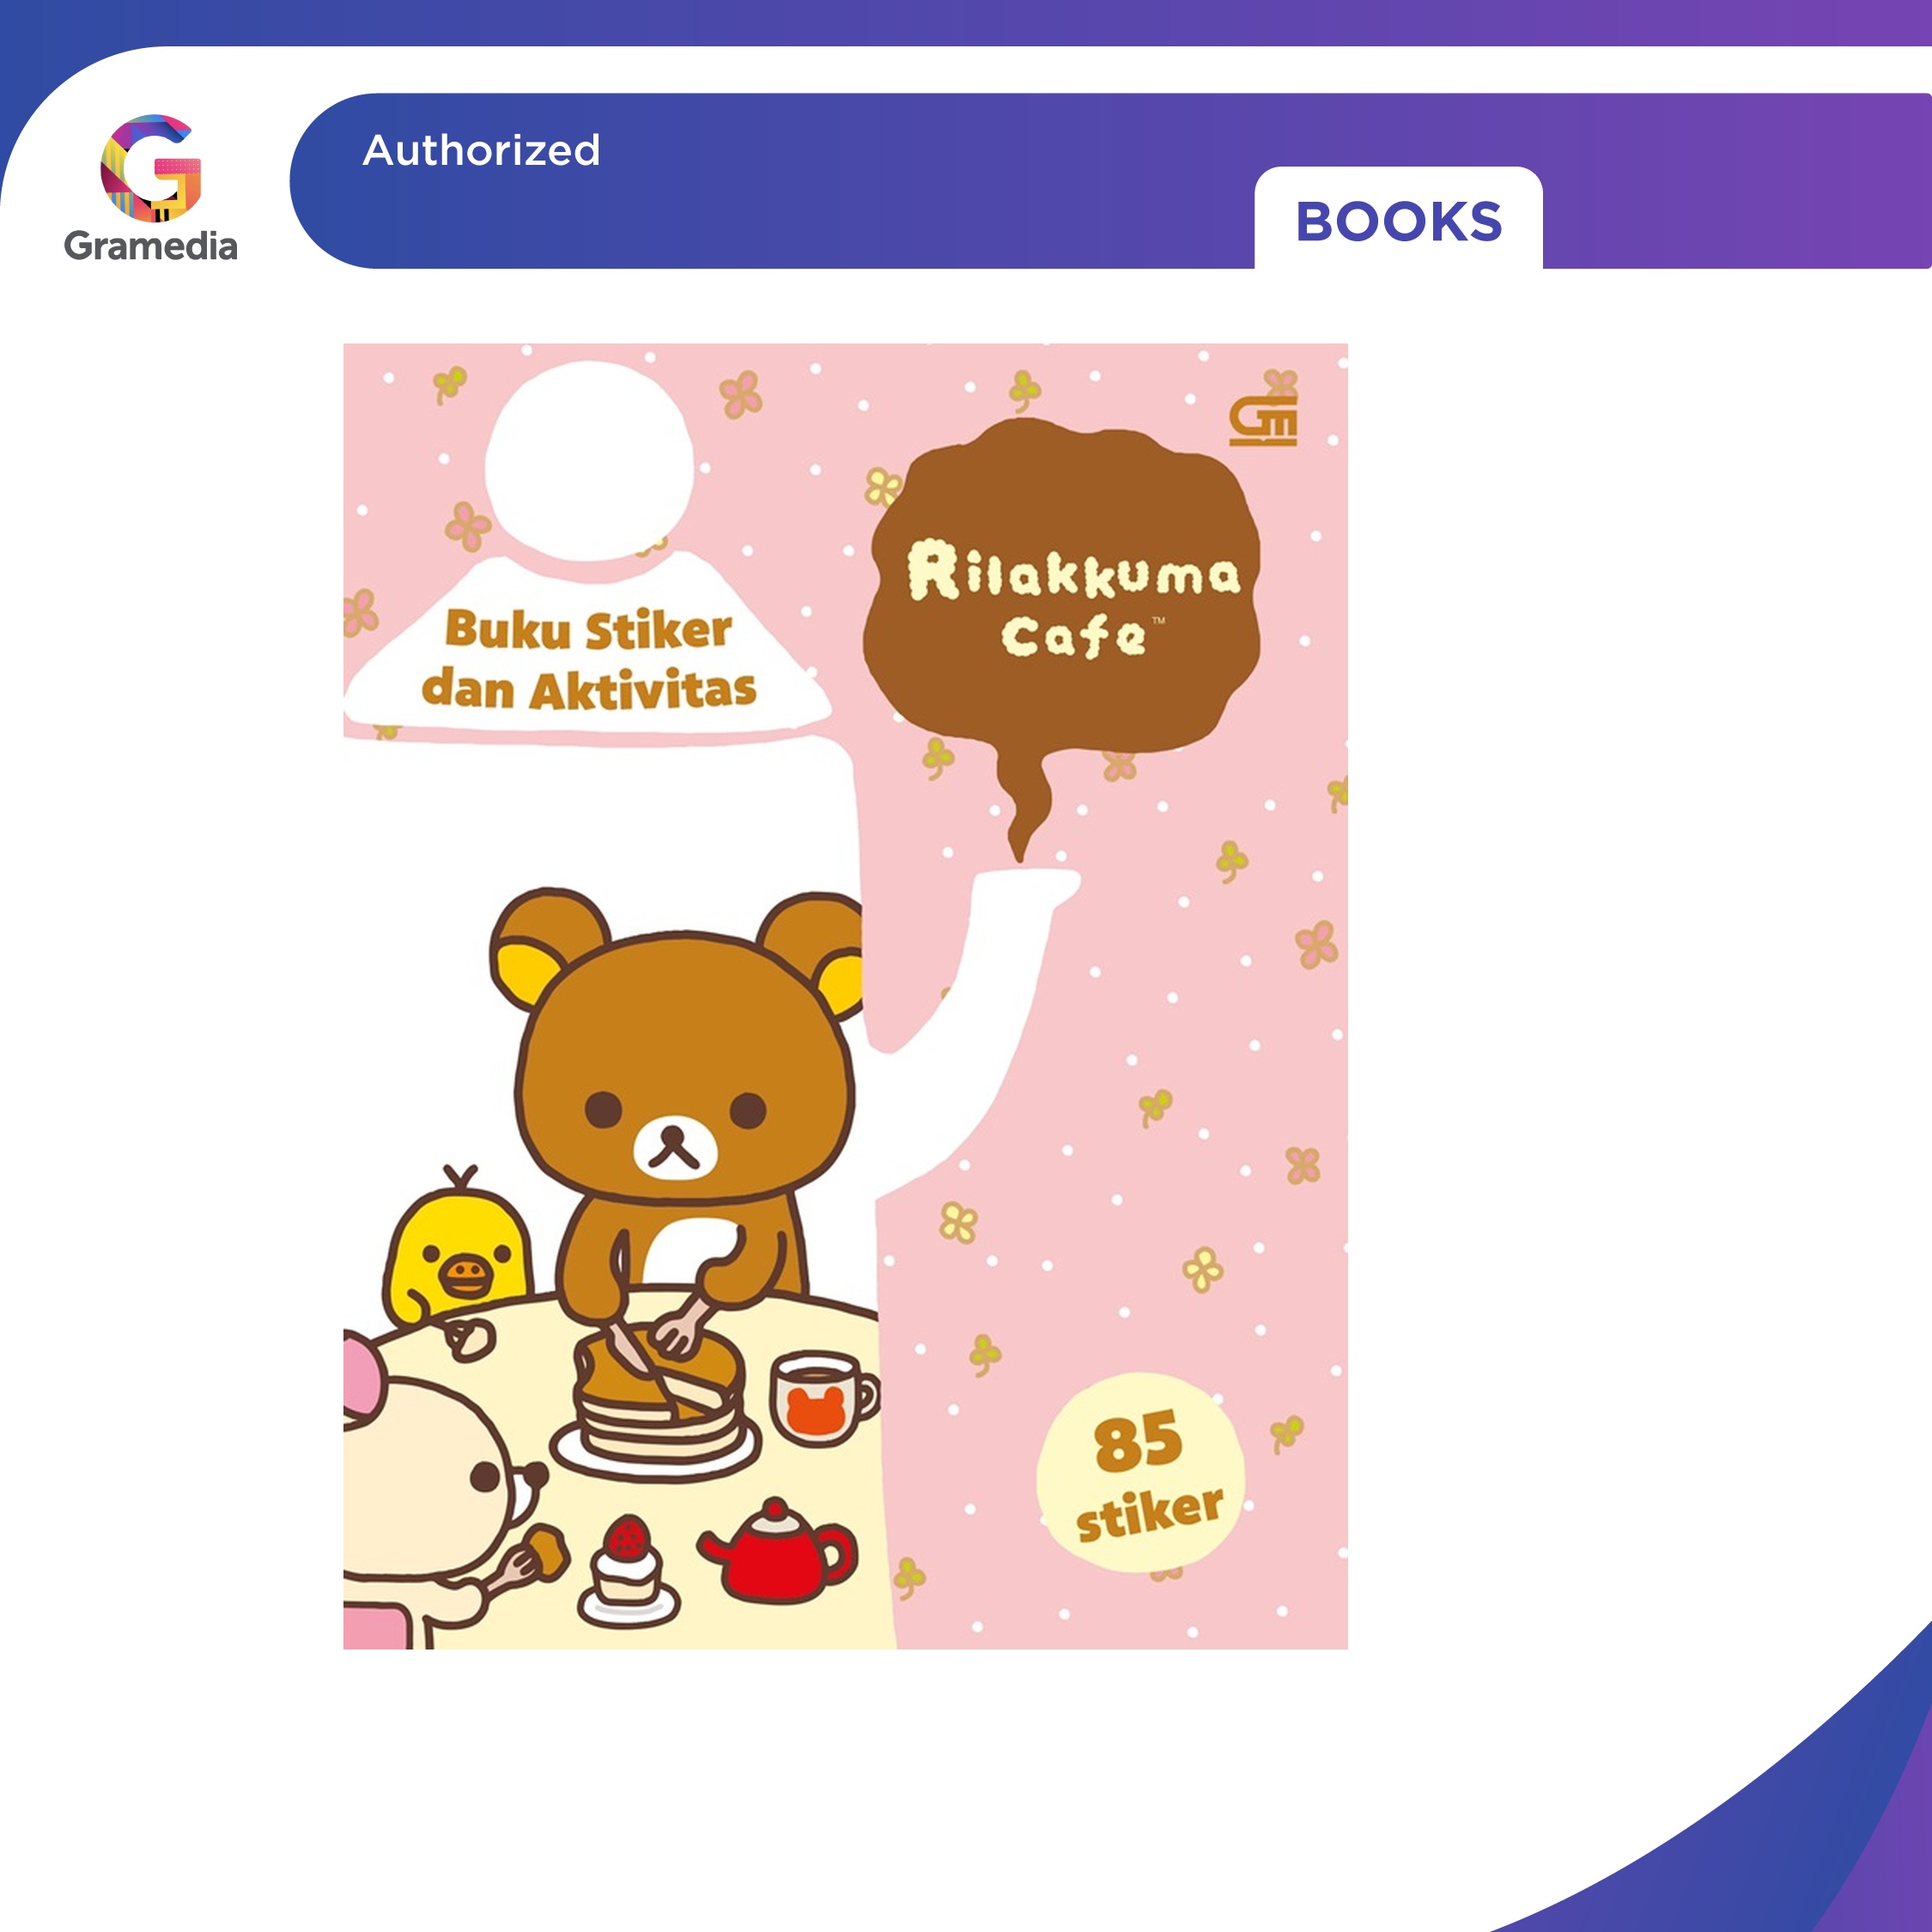 Authorized
Gramedia
BOOKS
Buku Stiker
dan Aktivitas
Rilakkuma
Cafe™
85
stiker